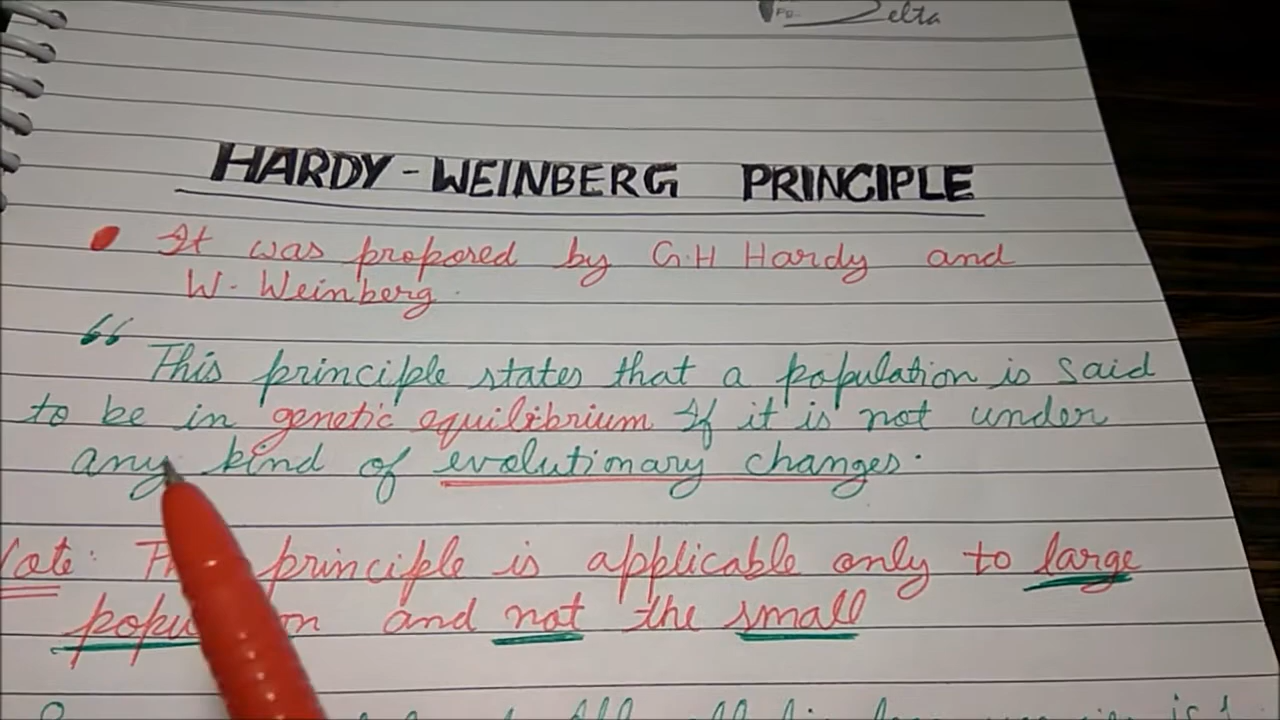 Pg.. Delta
HARDY - WEINBERG PRINCIPLE
It was proposed by G.H Hardy and
W. Weinberg.
“ This principle states that a population is said
to be in genetic equilibrium If it is not under
any kind of evolutionary changes.
principle is applicable only to large
and not the small